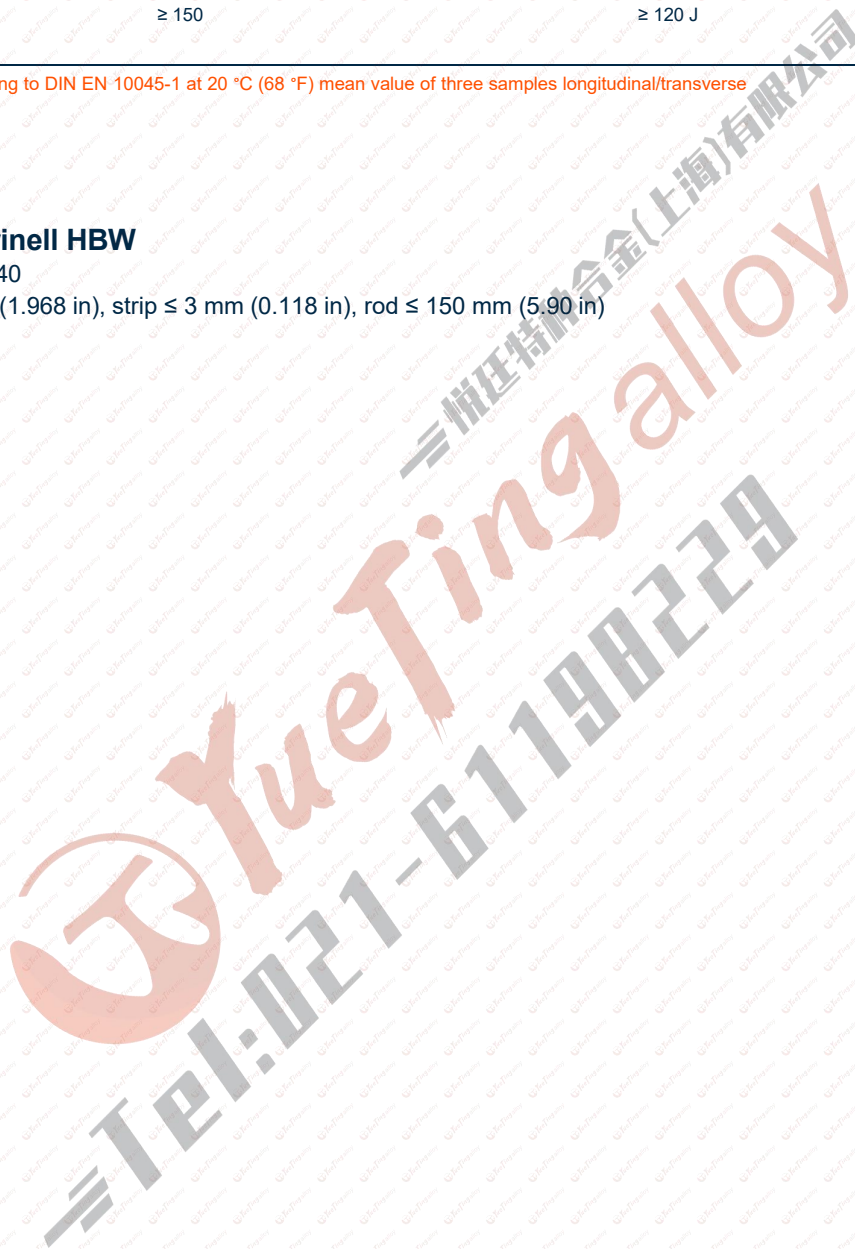 ≥ 150 ≥ 120 J
ng to DIN EN 10045-1 at 20 °C (68 °F) mean value of three samples longitudinal/transverse
inell HBW
40
(1.968 in), strip ≤ 3 mm (0.118 in), rod ≤ 150 mm (5.90 in)
悦廷特种合金(上海)有限公司
YueTing alloy
Tel:021-61198229